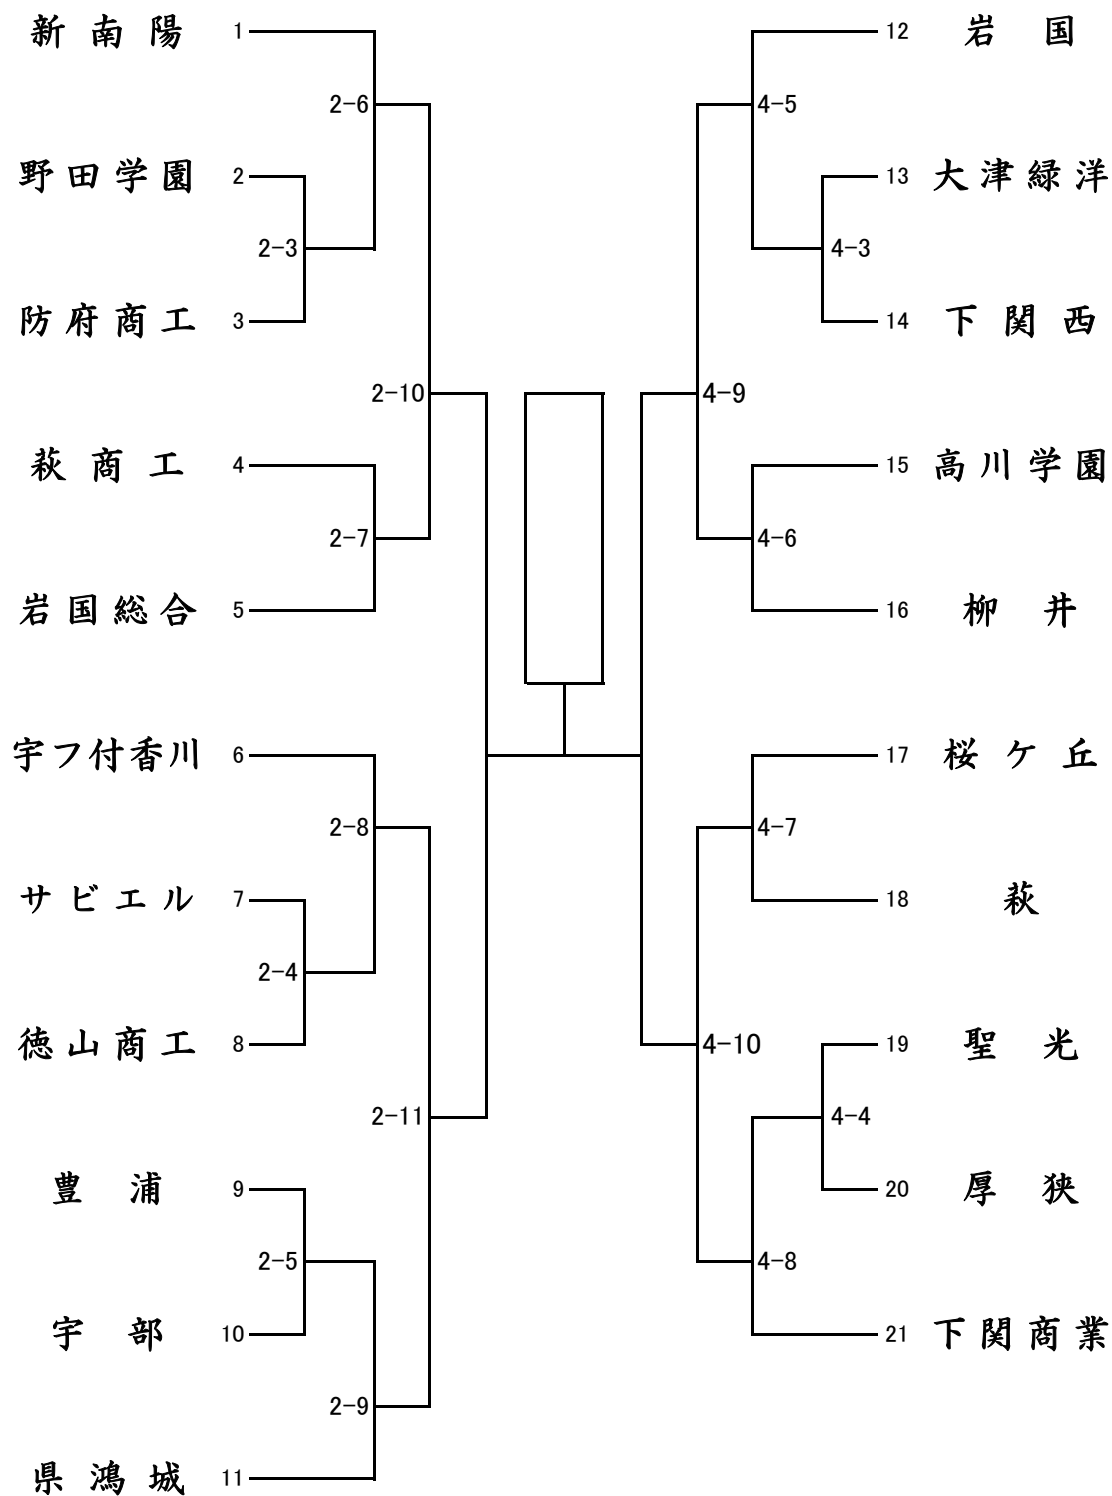 新南陽 1
2-6
野田学園 2
2-3
防府商工 3
2-10
萩商工 4
2-7
岩国総合 5
宇フ付香川 6
2-8
サビエル 7
2-4
徳山商工 8
2-11
豊浦 9
2-5
宇部 10
2-9
県鴻城 11
12 岩国
4-5
13 大津緑洋
4-3
14 下関西
4-9
15 高川学園
4-6
16 柳井
17 桜ケ丘
4-7
18 萩
19 聖光
4-10
4-4
20 厚狭
4-8
21 下関商業